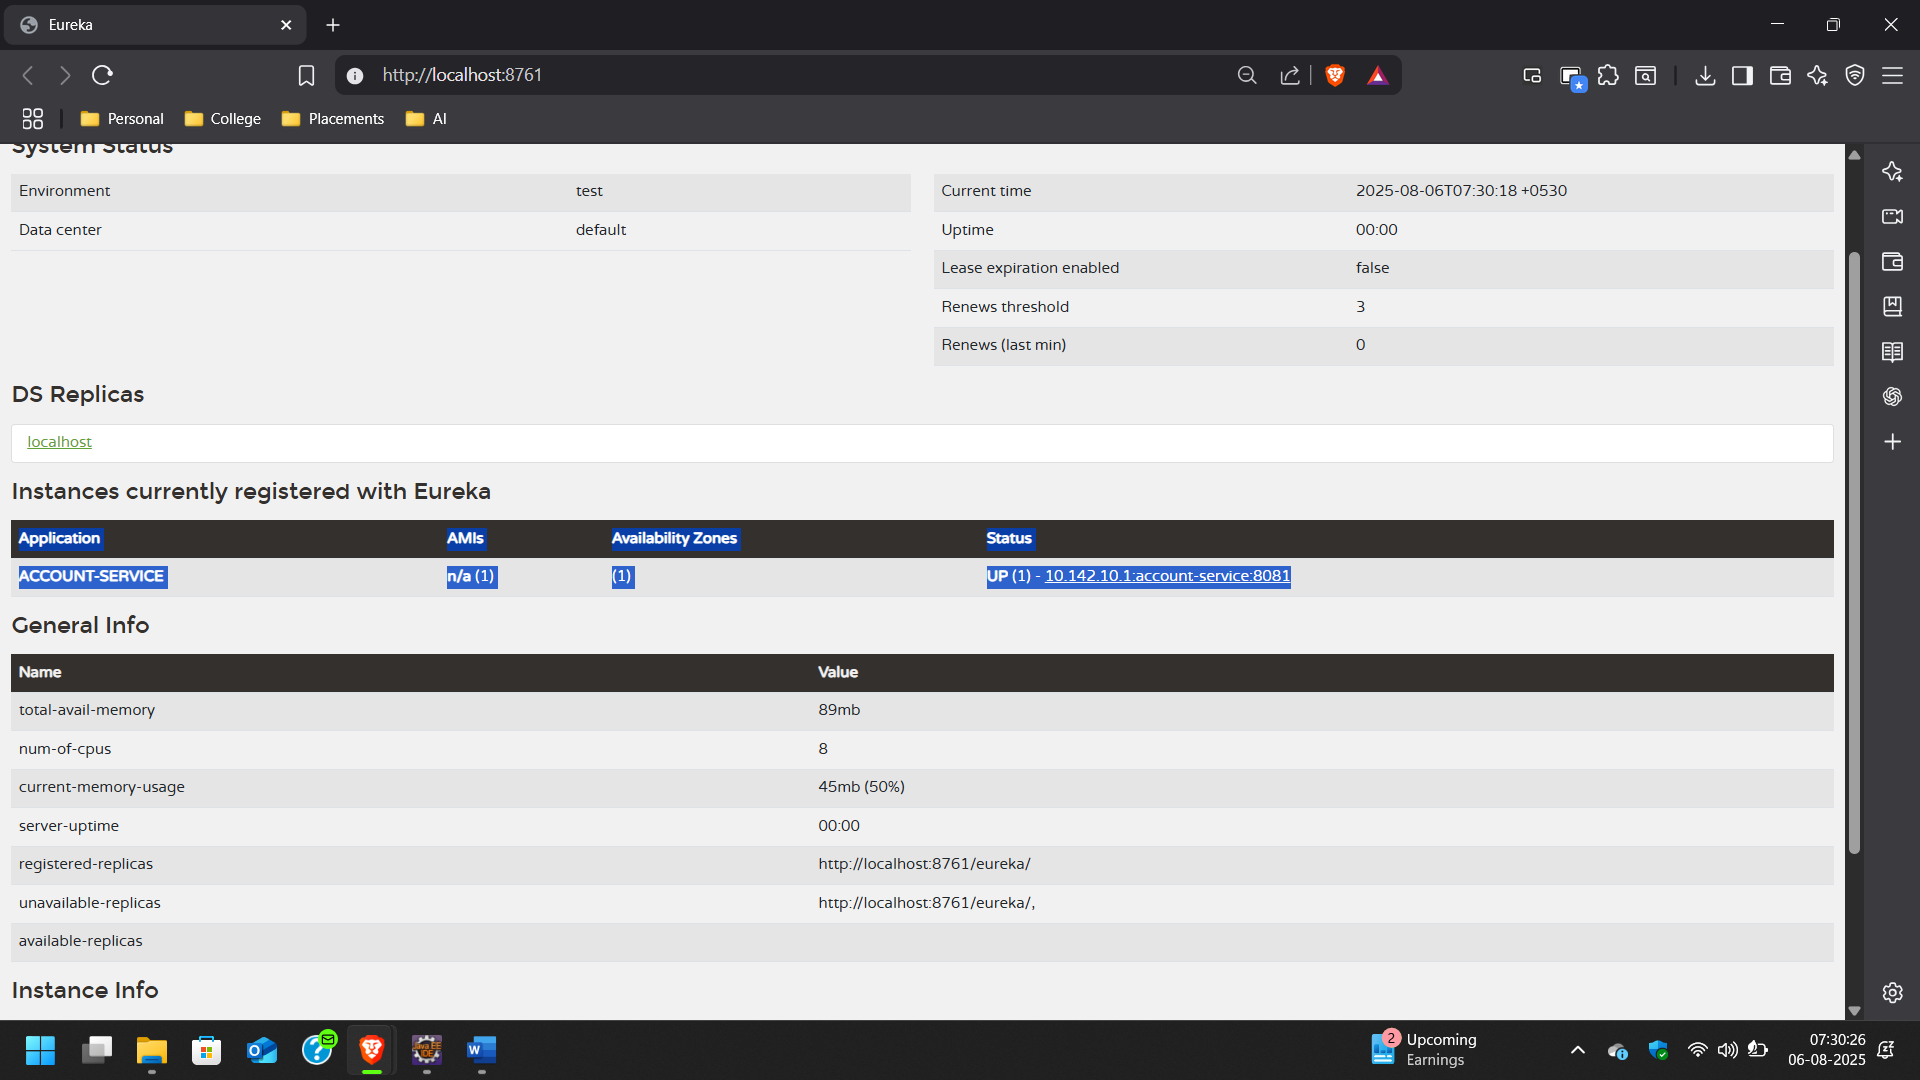 Eureka
http://localhost:8761
Personal College Placements AI
System Status
Environment test
Data center default
Current time 2025-08-06T07:30:18 +0530
Uptime 00:00
Lease expiration enabled false
Renews threshold 3
Renews (last min) 0
DS Replicas
localhost
Instances currently registered with Eureka
Application AMIs Availability Zones Status
ACCOUNT-SERVICE n/a (1) (1) UP (1) - 10.142.10.1:account-service:8081
General Info
Name Value
total-avail-memory 89mb
num-of-cpus 8
current-memory-usage 45mb (50%)
server-uptime 00:00
registered-replicas http://localhost:8761/eureka/
unavailable-replicas http://localhost:8761/eureka/,
available-replicas
Instance Info
Java EE
IDE
2
Upcoming
Earnings
07:30:26
06-08-2025